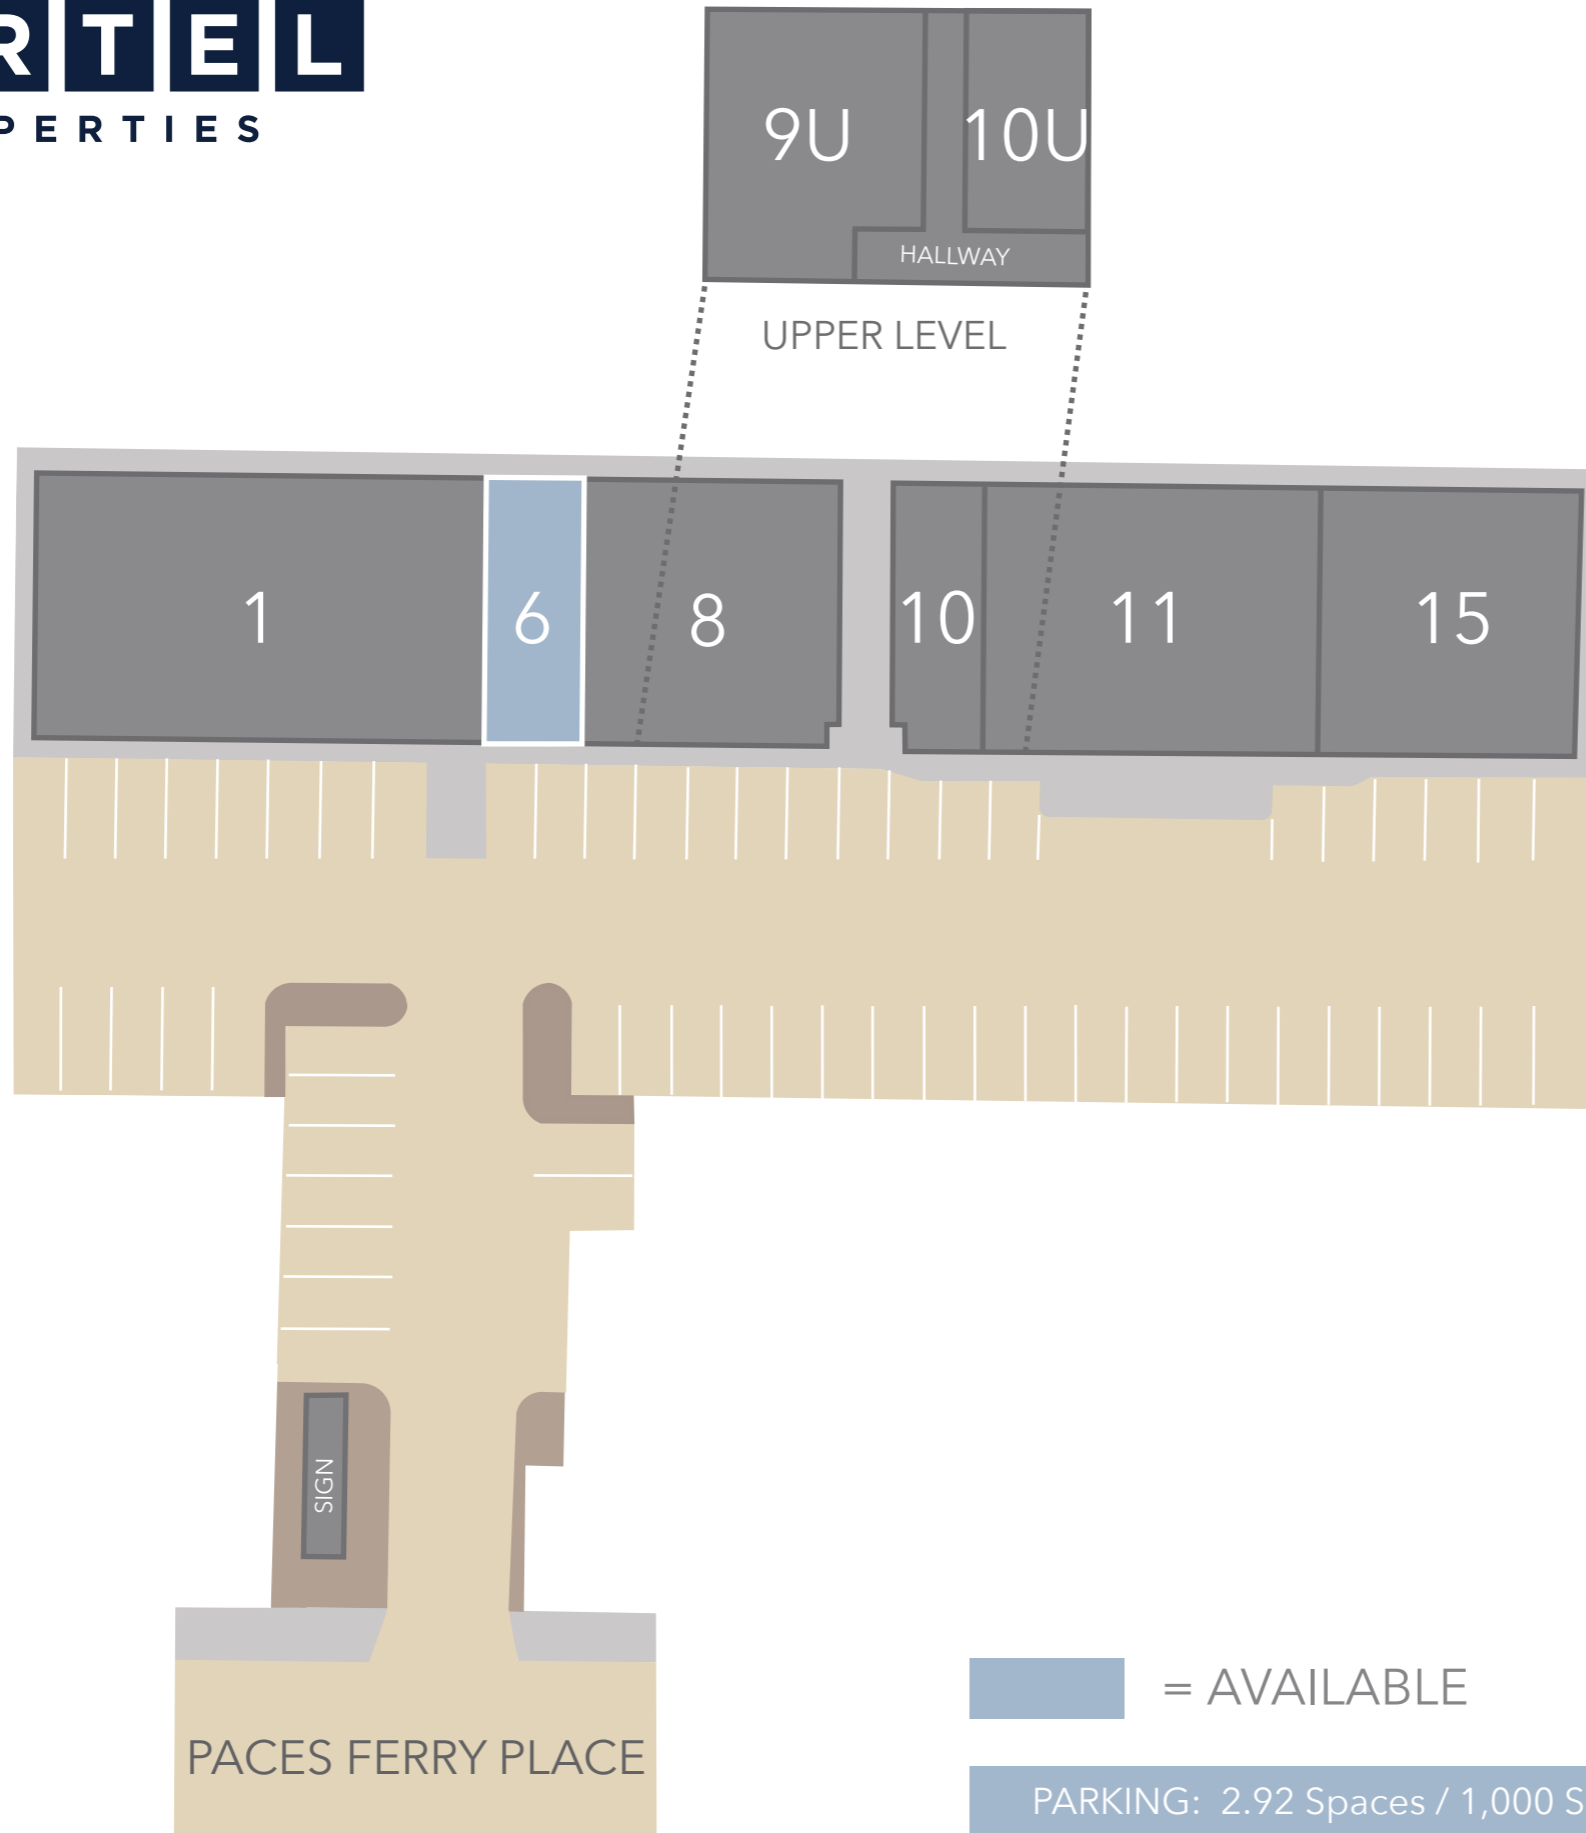 RTEL
PERTIES
9U
10U
HALLWAY
UPPER LEVEL
1
6
8
10
11
15
SIGN
= AVAILABLE
PACES FERRY PLACE
PARKING: 2.92 Spaces / 1,000 S